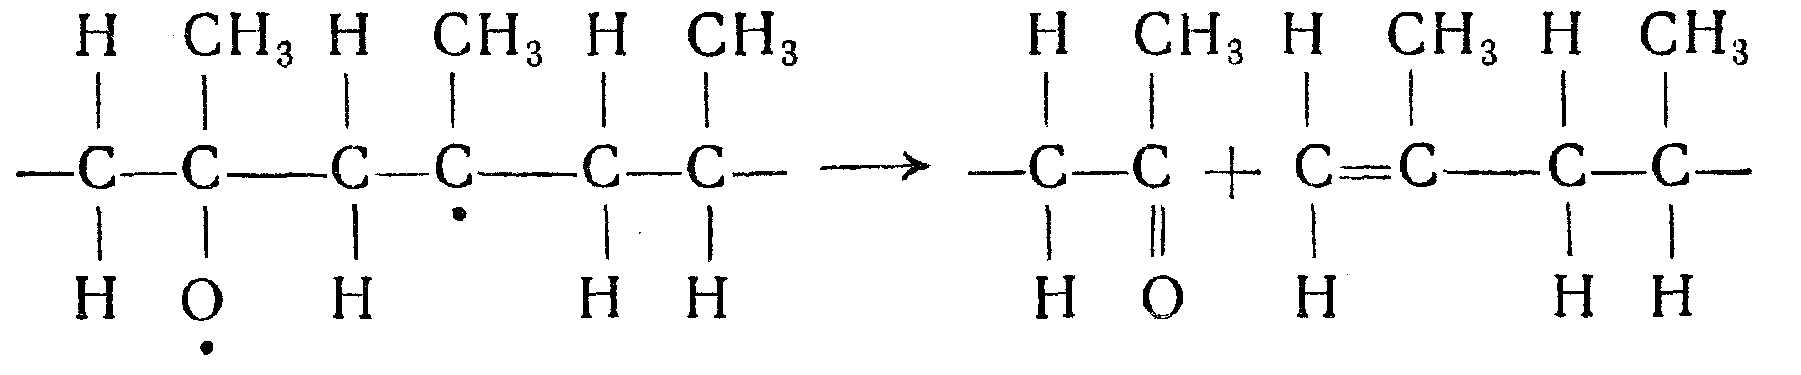 H CH₃ H CH₃ H CH₃ H CH₃ H CH₃ H CH₃
—C—C—C—C—C—C— → —C—C + C=C—C—C—
H O H H H H O H H H